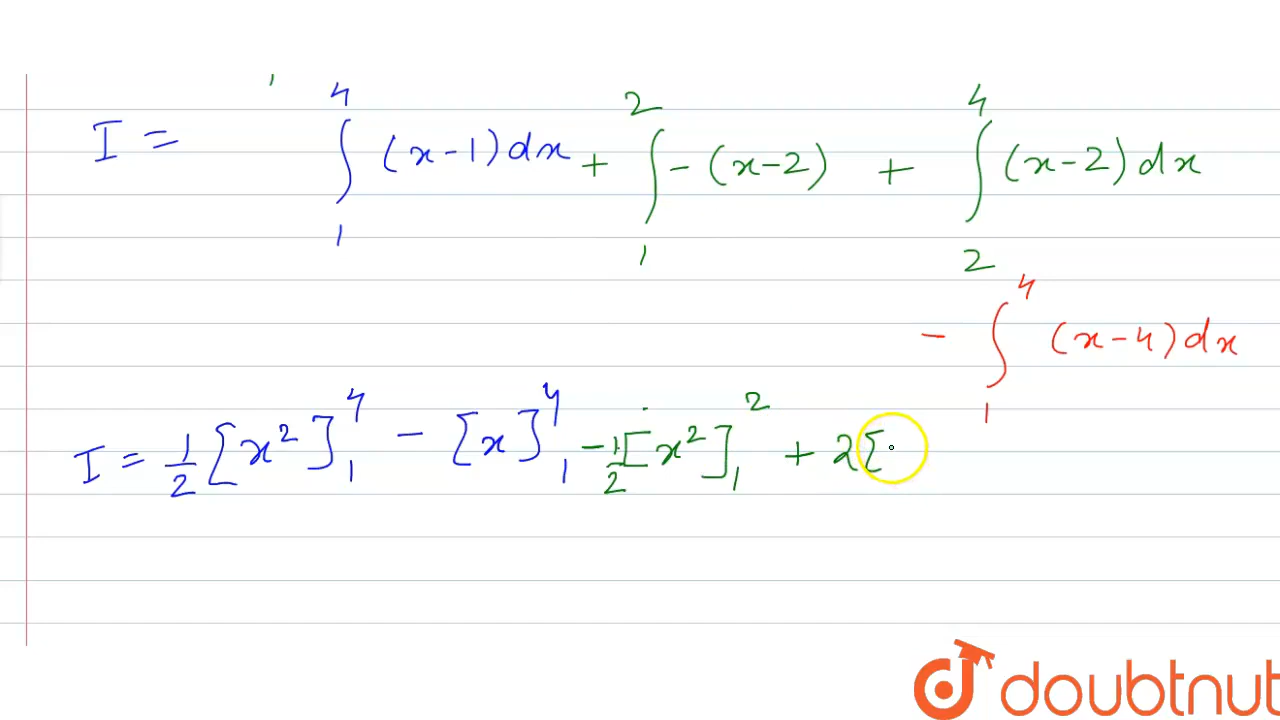 I = ∫₁⁴ (x-1)dx + ∫₁² -(x-2) + ∫₂⁴ (x-2)dx
- ∫₁⁴ (x-4)dx
I = 1/2 [x²]₁⁴ - [x]₁⁴ - 1/2 [x²]₁² + 2[
doubtnut